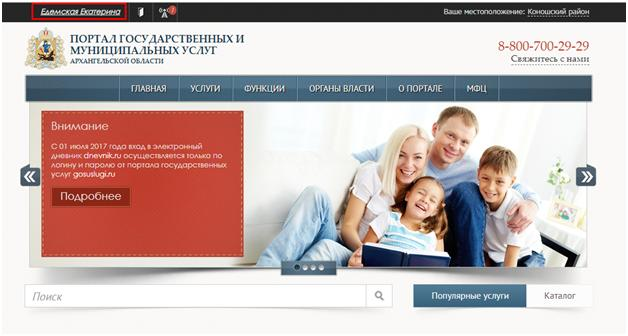 Едемская Екатерина
7
Ваше местоположение: Коношский район
ПОРТАЛ ГОСУДАРСТВЕННЫХ И
МУНИЦИПАЛЬНЫХ УСЛУГ
АРХАНГЕЛЬСКОЙ ОБЛАСТИ
8-800-700-29-29
Свяжитесь с нами
ГЛАВНАЯ УСЛУГИ ФУНКЦИИ ОРГАНЫ ВЛАСТИ О ПОРТАЛЕ МФЦ
Внимание
С 01 июля 2017 года вход в электронный
дневник dnevnik.ru осуществляется только по
логину и паролю от портала государственных
услуг gosuslugi.ru
Подробнее
Поиск
Популярные услуги Каталог